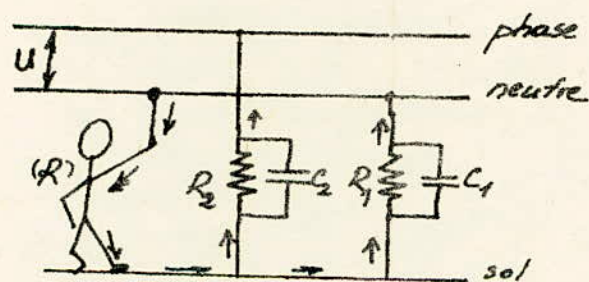 phase
U
neutre
(R)
R2
C2
R1
C1
sol